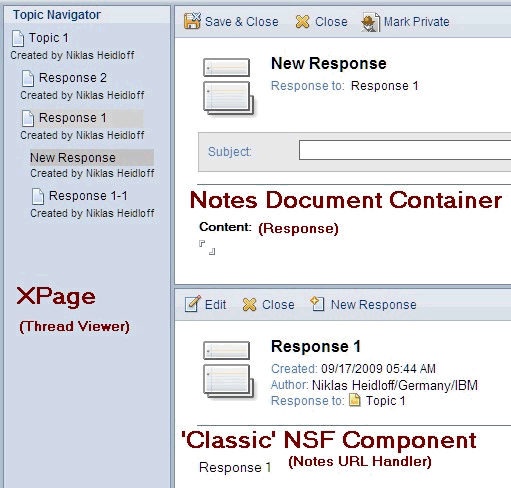 Topic Navigator
Topic 1
Created by Niklas Heidloff
Response 2
Created by Niklas Heidloff
Response 1
Created by Niklas Heidloff
New Response
Created by Niklas Heidloff
Response 1-1
Created by Niklas Heidloff
XPage
(Thread Viewer)
Save & Close Close Mark Private
New Response
Response to: Response 1
Subject:
Notes Document Container
Content: (Response)
Edit Close New Response
Response 1
Created: 09/17/2009 05:44 AM
Author: Niklas Heidloff/Germany/IBM
Response to: Topic 1
'Classic' NSF Component
Response 1 (Notes URL Handler)